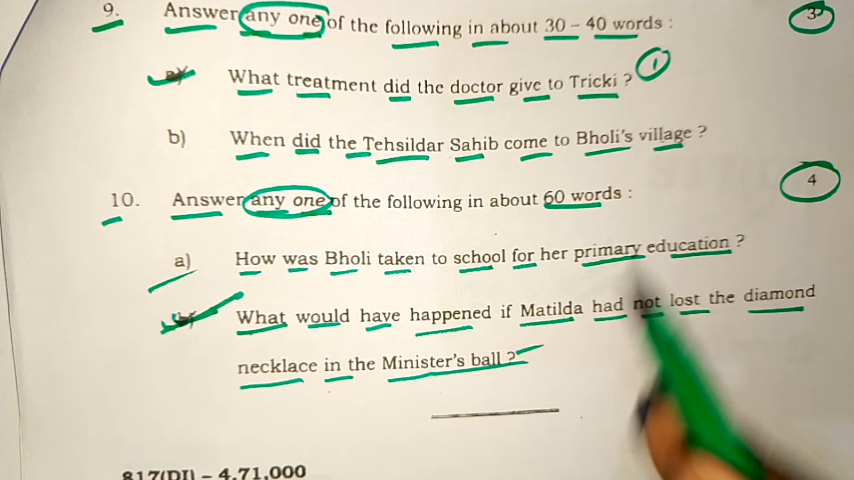 9. Answer any one of the following in about 30 – 40 words : 3
a) What treatment did the doctor give to Tricki ? 1
b) When did the Tehsildar Sahib come to Bholi's village ?
10. Answer any one of the following in about 60 words : 4
a) How was Bholi taken to school for her primary education ?
b) What would have happened if Matilda had not lost the diamond
necklace in the Minister's ball ?
817(DI) – 4,71,000